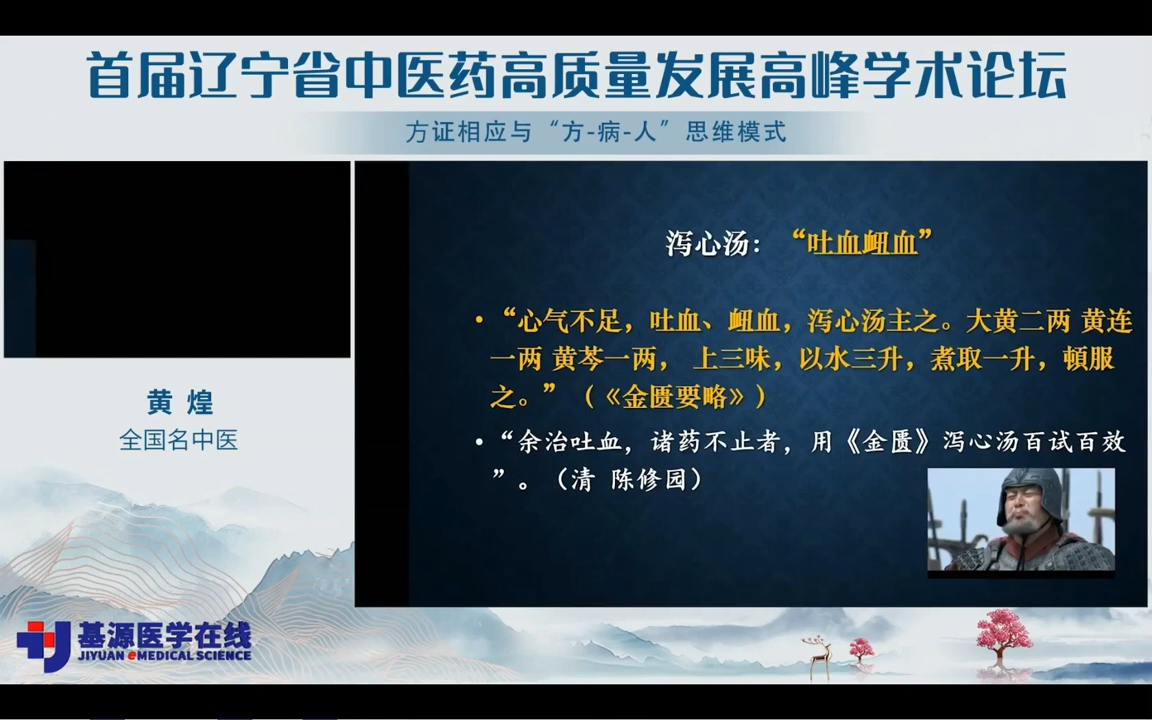 首届辽宁省中医药高质量发展高峰学术论坛
方证相应与“方-病-人”思维模式
黄 煌
全国名中医
泻心汤：“吐血衄血”
• “心气不足，吐血、衄血，泻心汤主之。大黄二两 黄连
一两 黄芩一两， 上三味，以水三升，煮取一升，頓服
之。”（《金匮要略》）
• “余治吐血，诸药不止者，用《金匮》泻心汤百试百效
”。（清 陈修园）
基源医学在线
JIYUAN eMEDICAL SCIENCE